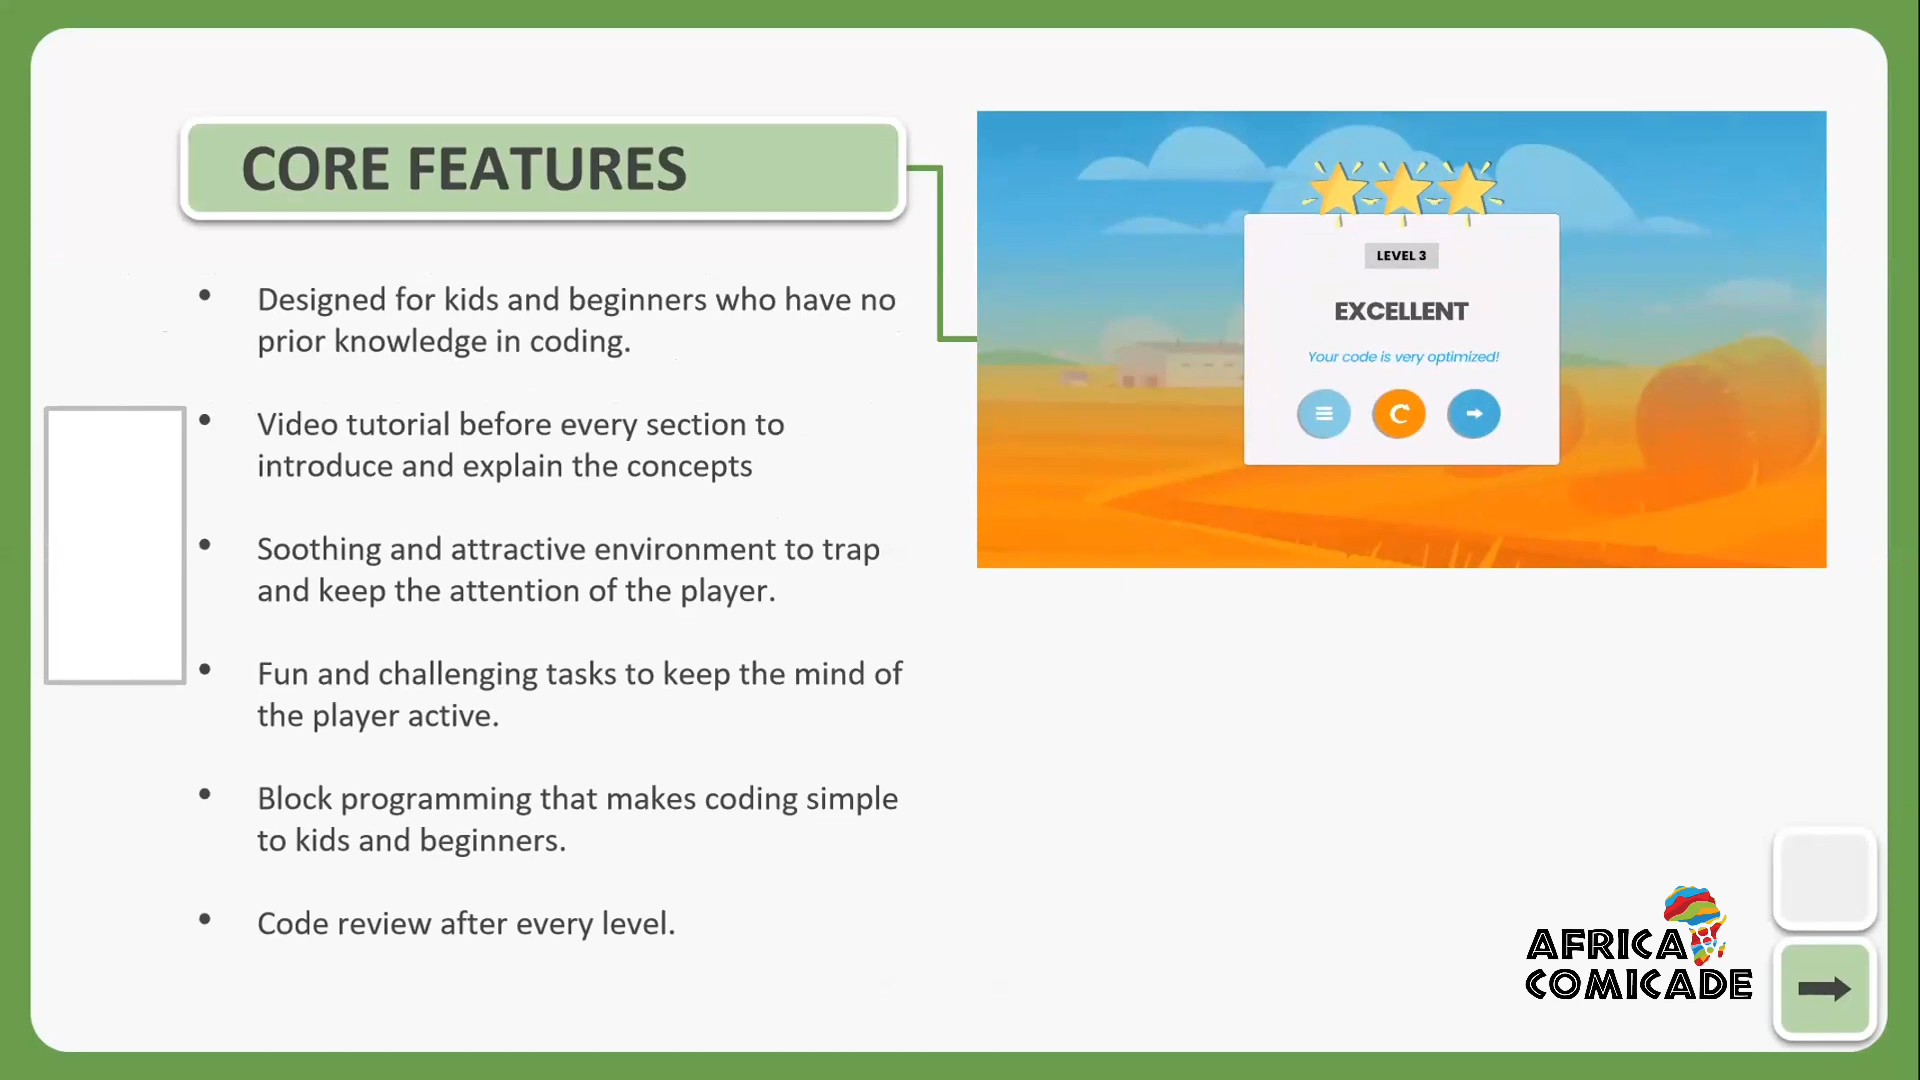 CORE FEATURES
• Designed for kids and beginners who have no
prior knowledge in coding.
• Video tutorial before every section to
introduce and explain the concepts
• Soothing and attractive environment to trap
and keep the attention of the player.
• Fun and challenging tasks to keep the mind of
the player active.
• Block programming that makes coding simple
to kids and beginners.
• Code review after every level.
LEVEL 3
EXCELLENT
Your code is very optimized!
AFRICA
COMICADE